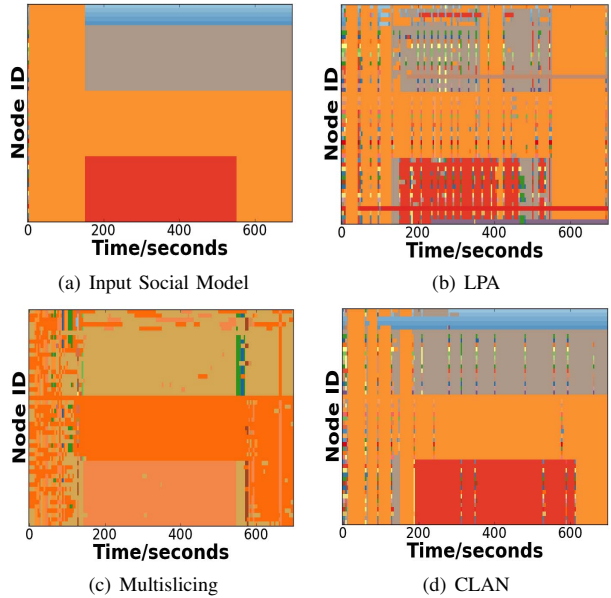 Node ID
0 200 400 600
Time/seconds
(a) Input Social Model
Node ID
0 200 400 600
Time/seconds
(b) LPA
Node ID
0 200 400 600
Time/seconds
(c) Multislicing
Node ID
0 200 400 600
Time/seconds
(d) CLAN